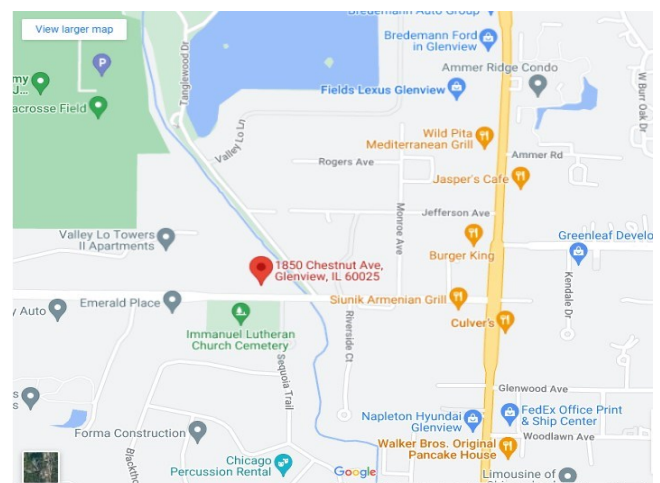 Bredemann Auto Group
View larger map
Bredemann Ford
in Glenview
P
my
J...
Ammer Ridge Condo
Tanglewood Dr
W Burr Oak Dr
Fields Lexus Glenview
acrosse Field
Valley Lo Ln
Wild Pita
Mediterranean Grill
Rogers Ave
Ammer Rd
Jasper's Cafe
Monroe Ave
Jefferson Ave
Valley Lo Towers
II Apartments
Greenleaf Develo
Burger King
1850 Chestnut Ave,
Glenview, IL 60025
Kendale Dr
Emerald Place
Siunik Armenian Grill
y Auto
Culver's
Immanuel Lutheran
Church Cemetery
Riverside Ct
Sequoia Trail
Glenwood Ave
s
s
Napleton Hyundai
Glenview
FedEx Office Print
& Ship Center
Forma Construction
Woodlawn Ave
Walker Bros. Original
Pancake House
Blacktho
Chicago
Percussion Rental
Google
Limousine of